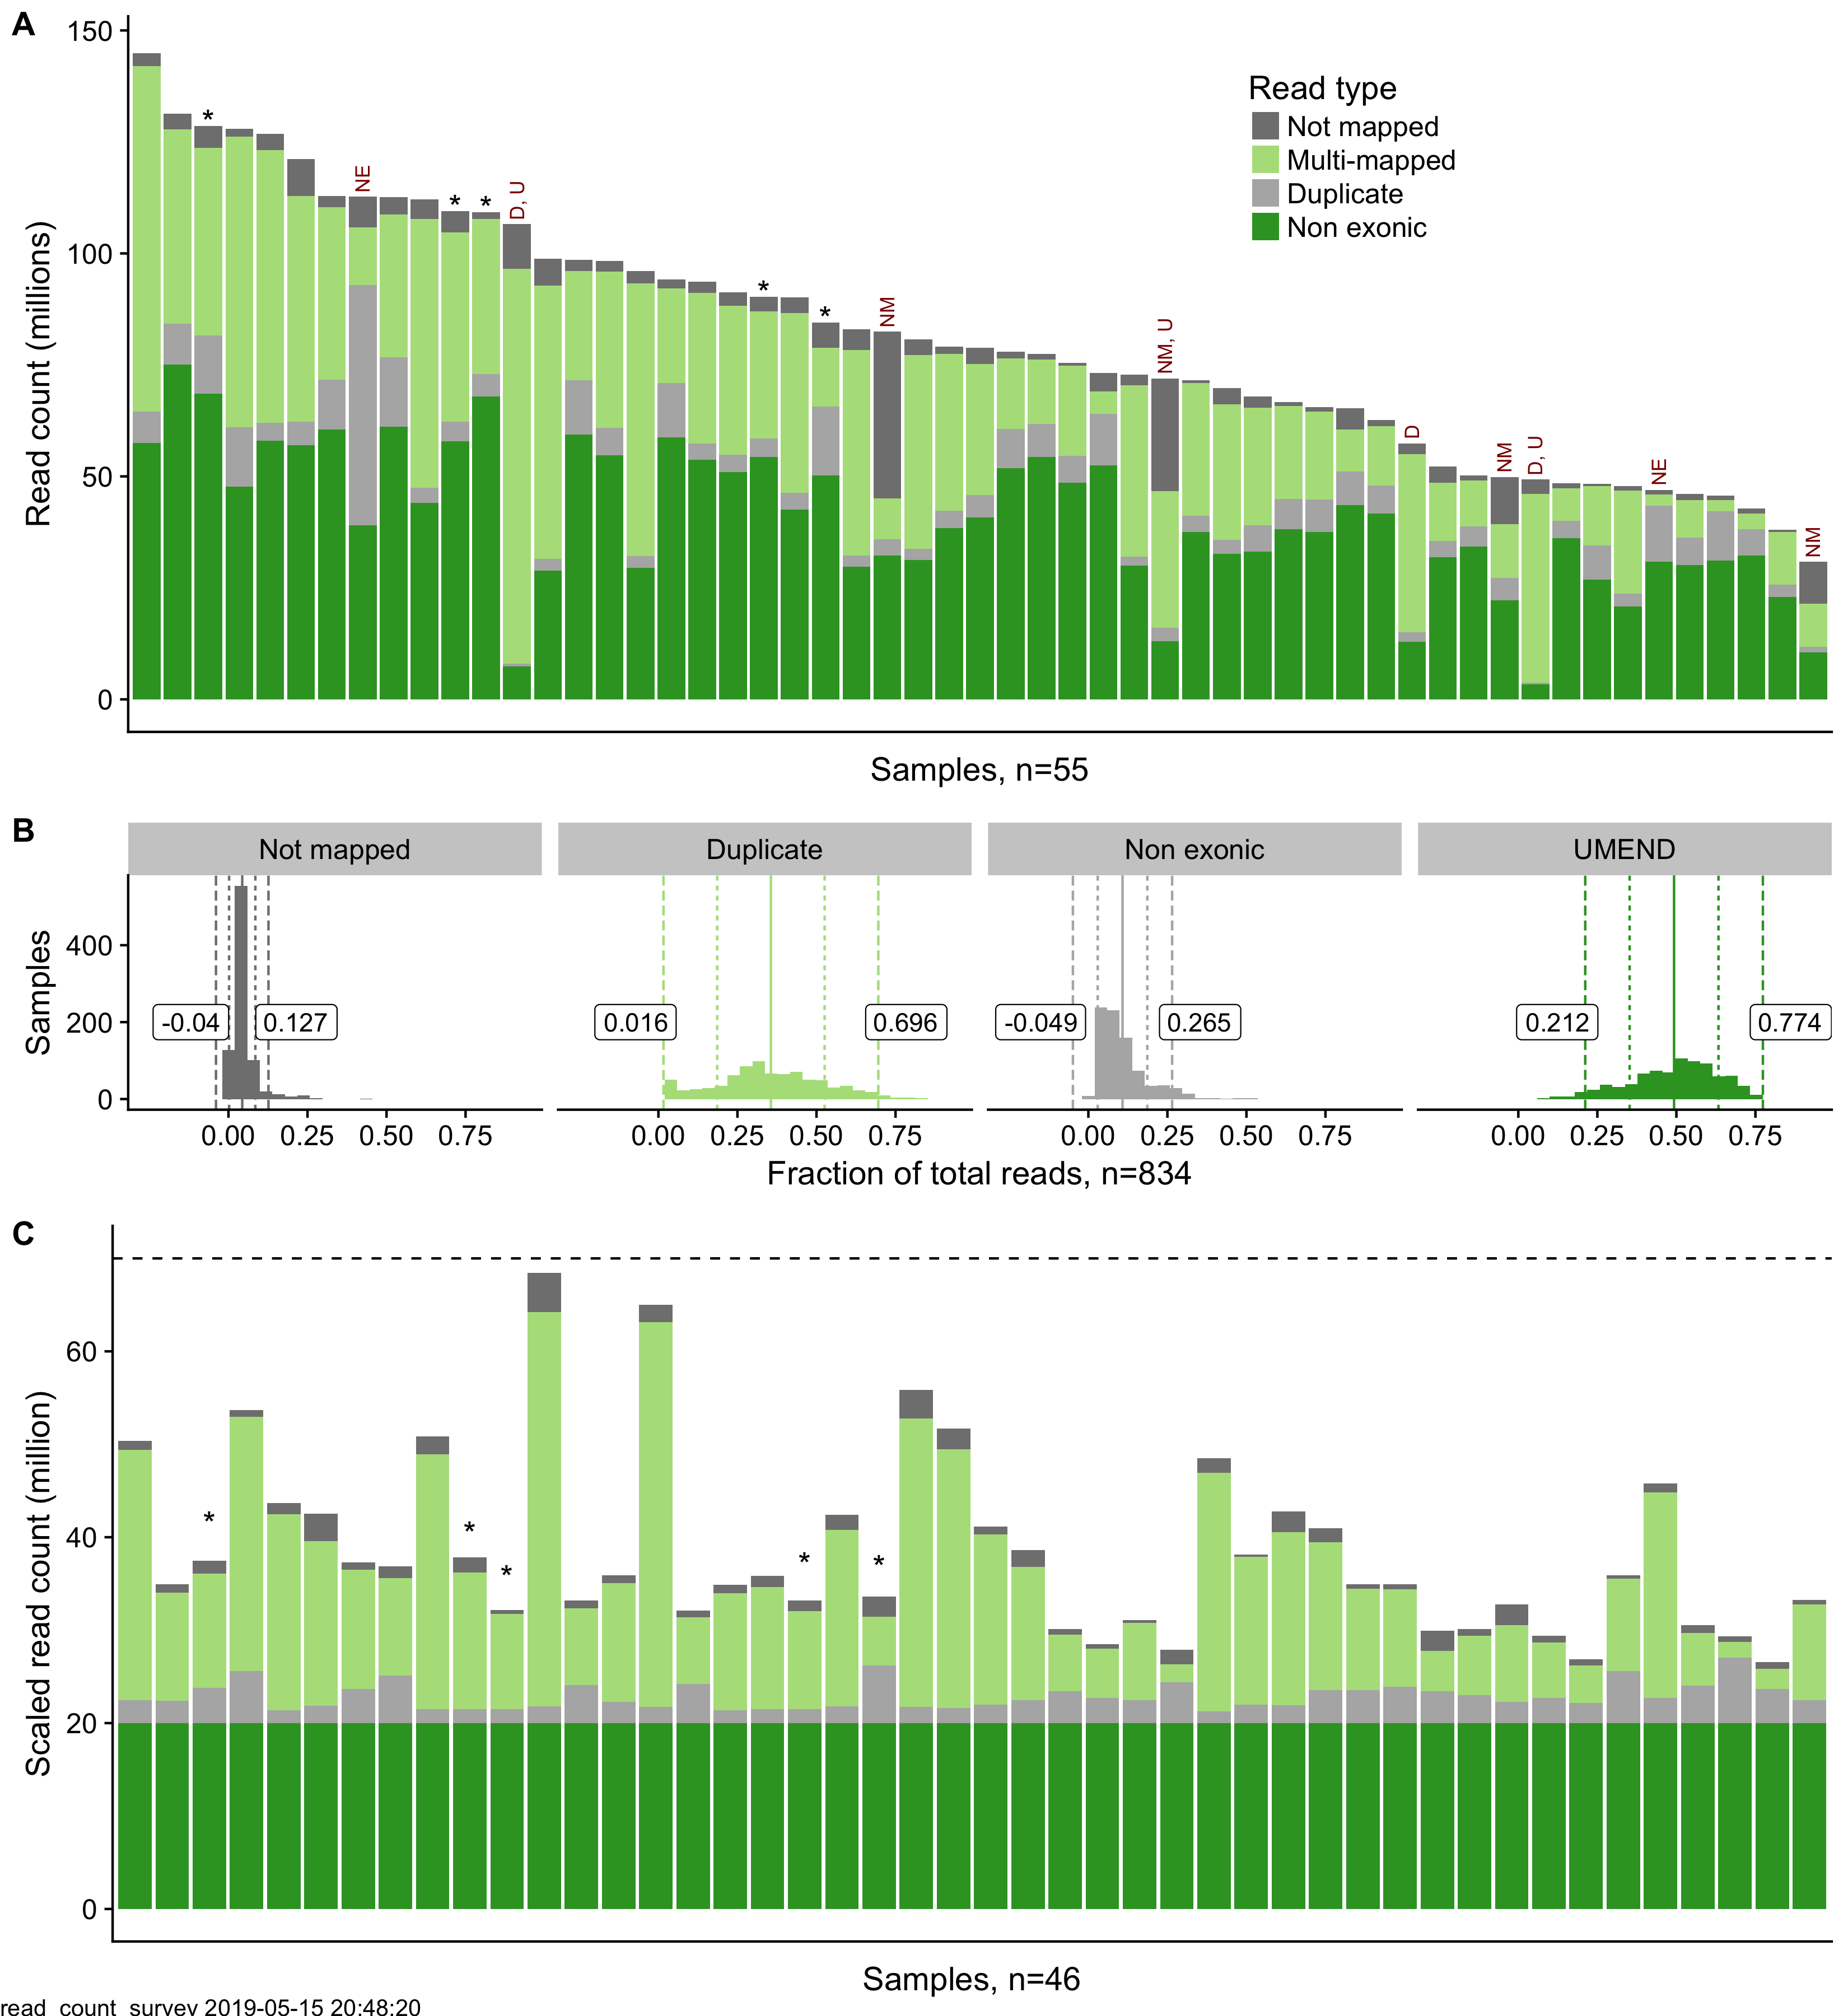 A
150
100
50
0
Read count (millions)
*
NE
*
*
D, U
*
*
NM
NM, U
D
NM
D, U
NE
NM
Read type
Not mapped
Multi-mapped
Duplicate
Non exonic
Samples, n=55
B
Not mapped
Duplicate
Non exonic
UMEND
Samples
400
200
0
-0.04
0.127
0.016
0.696
-0.049
0.265
0.212
0.774
0.00 0.25 0.50 0.75
0.00 0.25 0.50 0.75
0.00 0.25 0.50 0.75
0.00 0.25 0.50 0.75
Fraction of total reads, n=834
C
60
40
20
0
Scaled read count (million)
*
*
*
*
*
Samples, n=46
read_count_survey 2019-05-15 20:48:20